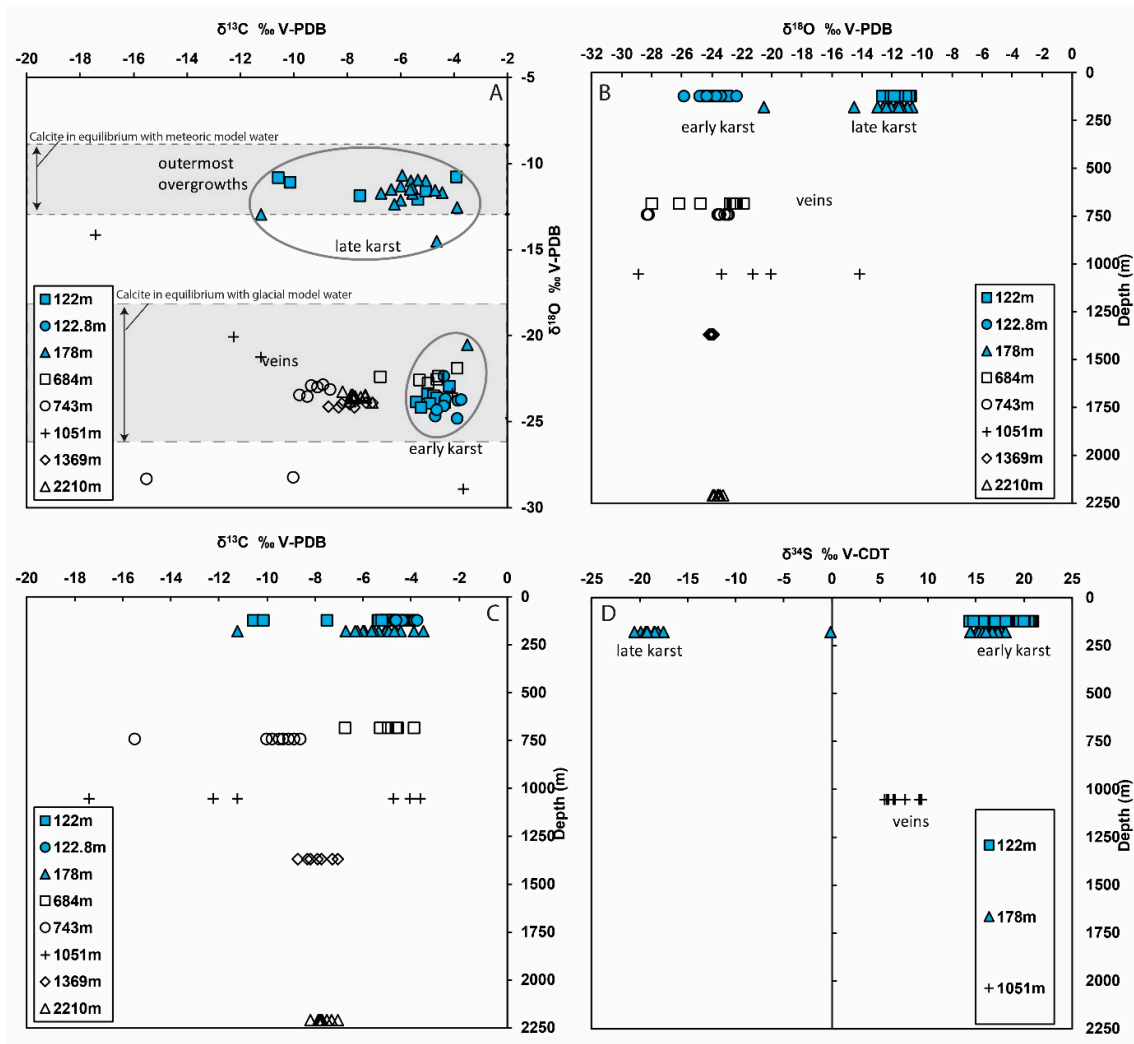 δ13C ‰ V-PDB
-20 -18 -16 -14 -12 -10 -8 -6 -4 -2
A
-5
Calcite in equilibrium with meteoric model water
outermost
overgrowths
-10
late karst
-15
δ18O ‰ V-PDB
Calcite in equilibrium with glacial model water
-20
veins
-25
early karst
-30
122m
122.8m
178m
684m
743m
1051m
1369m
2210m
δ18O ‰ V-PDB
-32 -28 -26 -24 -22 -20 -18 -16 -14 -12 -10 -8 -6 -4 -2 0
B
0
early karst
late karst
250
500
veins
750
1000
Depth (m)
1250
1500
1750
2000
2250
122m
122.8m
178m
684m
743m
1051m
1369m
2210m
δ13C ‰ V-PDB
-20 -18 -16 -14 -12 -10 -8 -6 -4 -2 0
C
0
250
500
750
1000
Depth (m)
1250
1500
1750
2000
2250
122m
122.8m
178m
684m
743m
1051m
1369m
2210m
δ34S ‰ V-CDT
-25 -20 -15 -10 -5 0 5 10 15 20 25
D
0
late karst
early karst
250
500
750
1000
veins
Depth (m)
1250
1500
1750
2000
2250
122m
178m
1051m